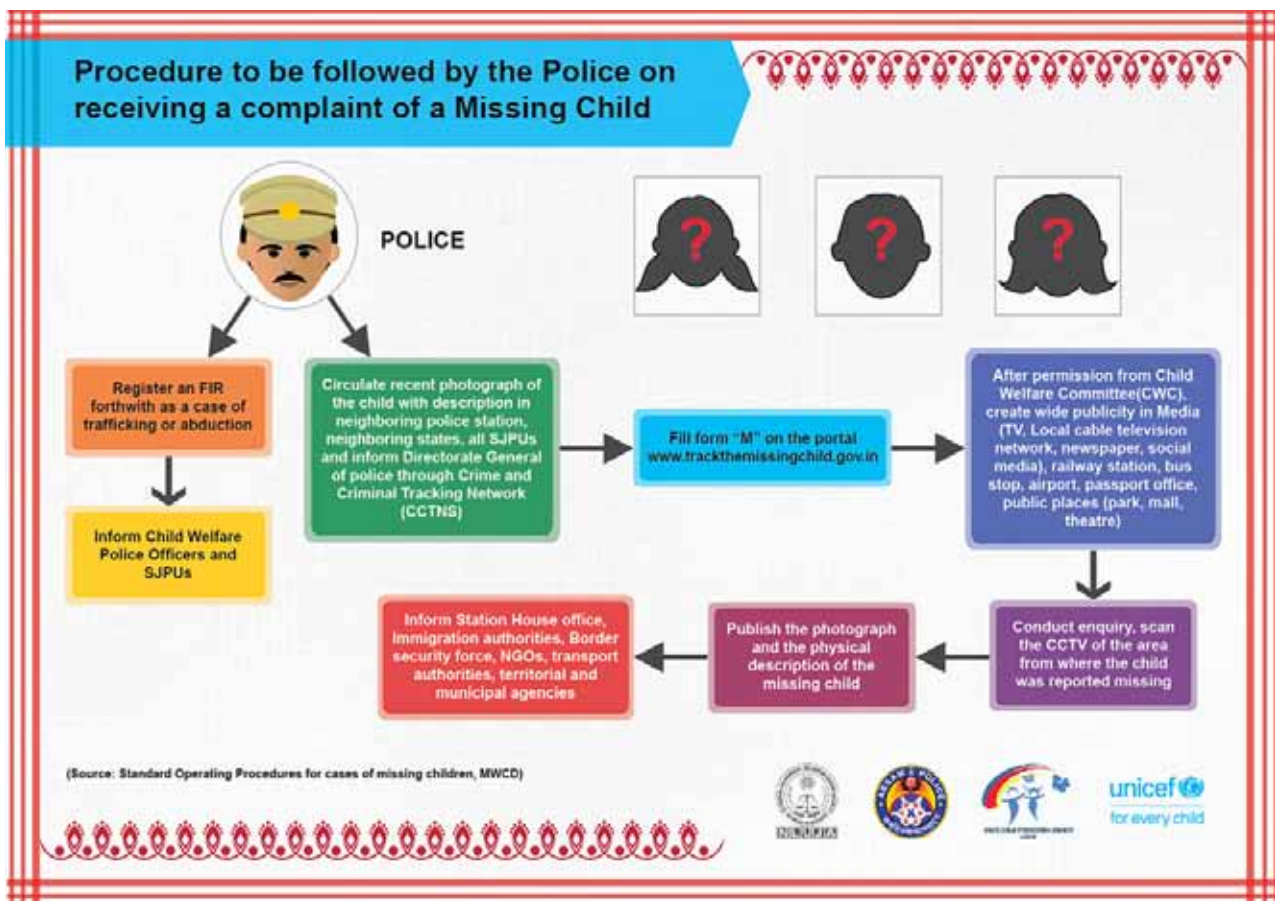 Procedure to be followed by the Police on
receiving a complaint of a Missing Child
POLICE
?
?
?
Register an FIR
forthwith as a case of
trafficking or abduction
Inform Child Welfare
Police Officers and
SJPUs
Circulate recent photograph of
the child with description in
neighboring police station,
neighboring states, all SJPUs
and inform Directorate General
of police through Crime and
Criminal Tracking Network
(CCTNS)
Fill form “M” on the portal
www.trackthemissingchild.gov.in
After permission from Child
Welfare Committee(CWC),
create wide publicity in Media
(TV, Local cable television
network, newspaper, social
media), railway station, bus
stop, airport, passport office,
public places (park, mall,
theatre)
Conduct enquiry, scan
the CCTV of the area
from where the child
was reported missing
Publish the photograph
and the physical
description of the
missing child
Inform Station House office,
Immigration authorities, Border
security force, NGOs, transport
authorities, territorial and
municipal agencies
(Source: Standard Operating Procedures for cases of missing children, MWCD)
NLUJA
ASSAM POLICE
unicef
for every child